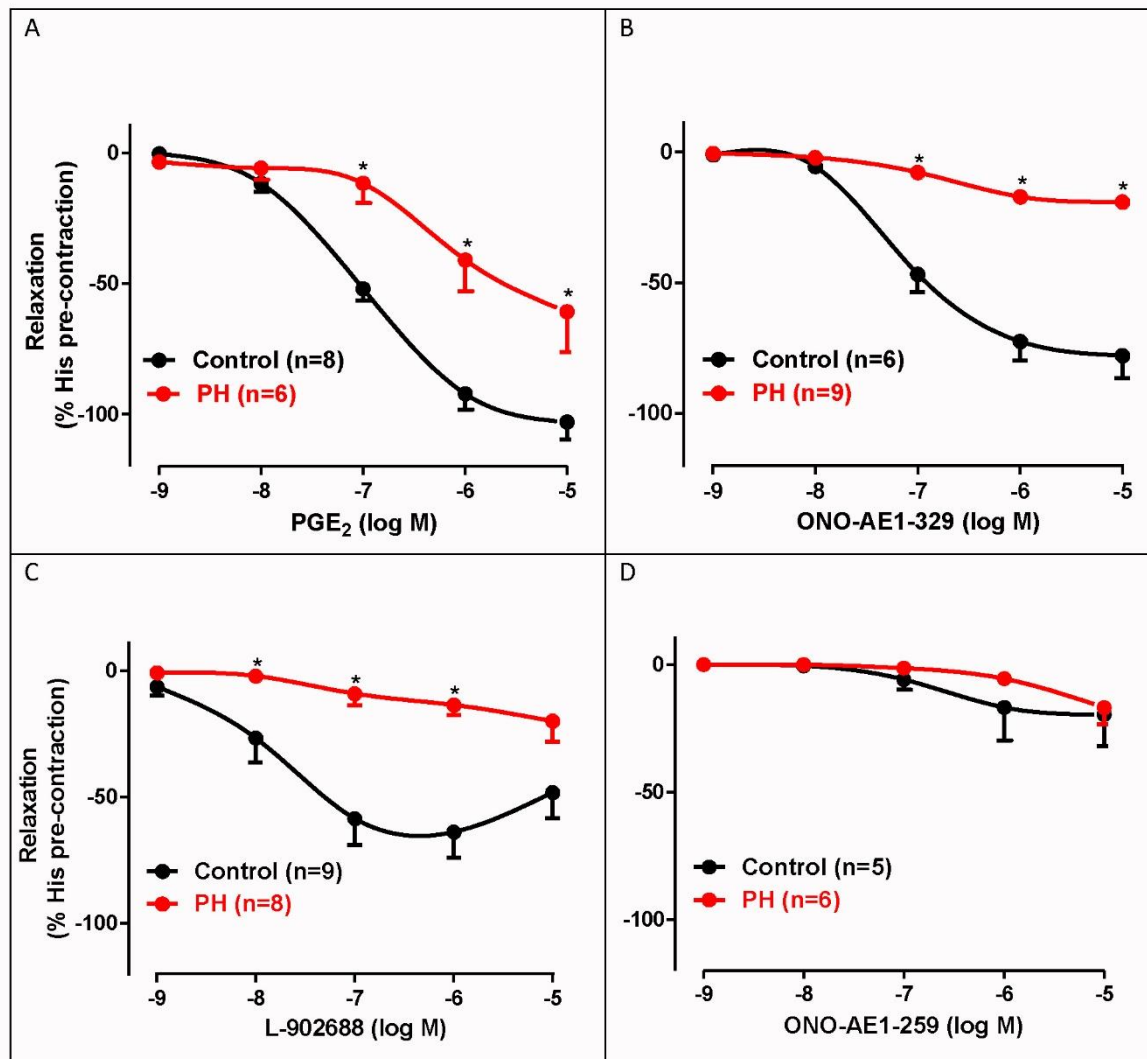 A
Relaxation
(% His pre-contraction)
0
-50
-100
*
*
*
Control (n=8)
PH (n=6)
-9 -8 -7 -6 -5
PGE₂ (log M)
B
0
-50
-100
*
*
*
Control (n=6)
PH (n=9)
-9 -8 -7 -6 -5
ONO-AE1-329 (log M)
C
Relaxation
(% His pre-contraction)
0
-50
-100
*
*
*
Control (n=9)
PH (n=8)
-9 -8 -7 -6 -5
L-902688 (log M)
D
0
-50
-100
Control (n=5)
PH (n=6)
-9 -8 -7 -6 -5
ONO-AE1-259 (log M)